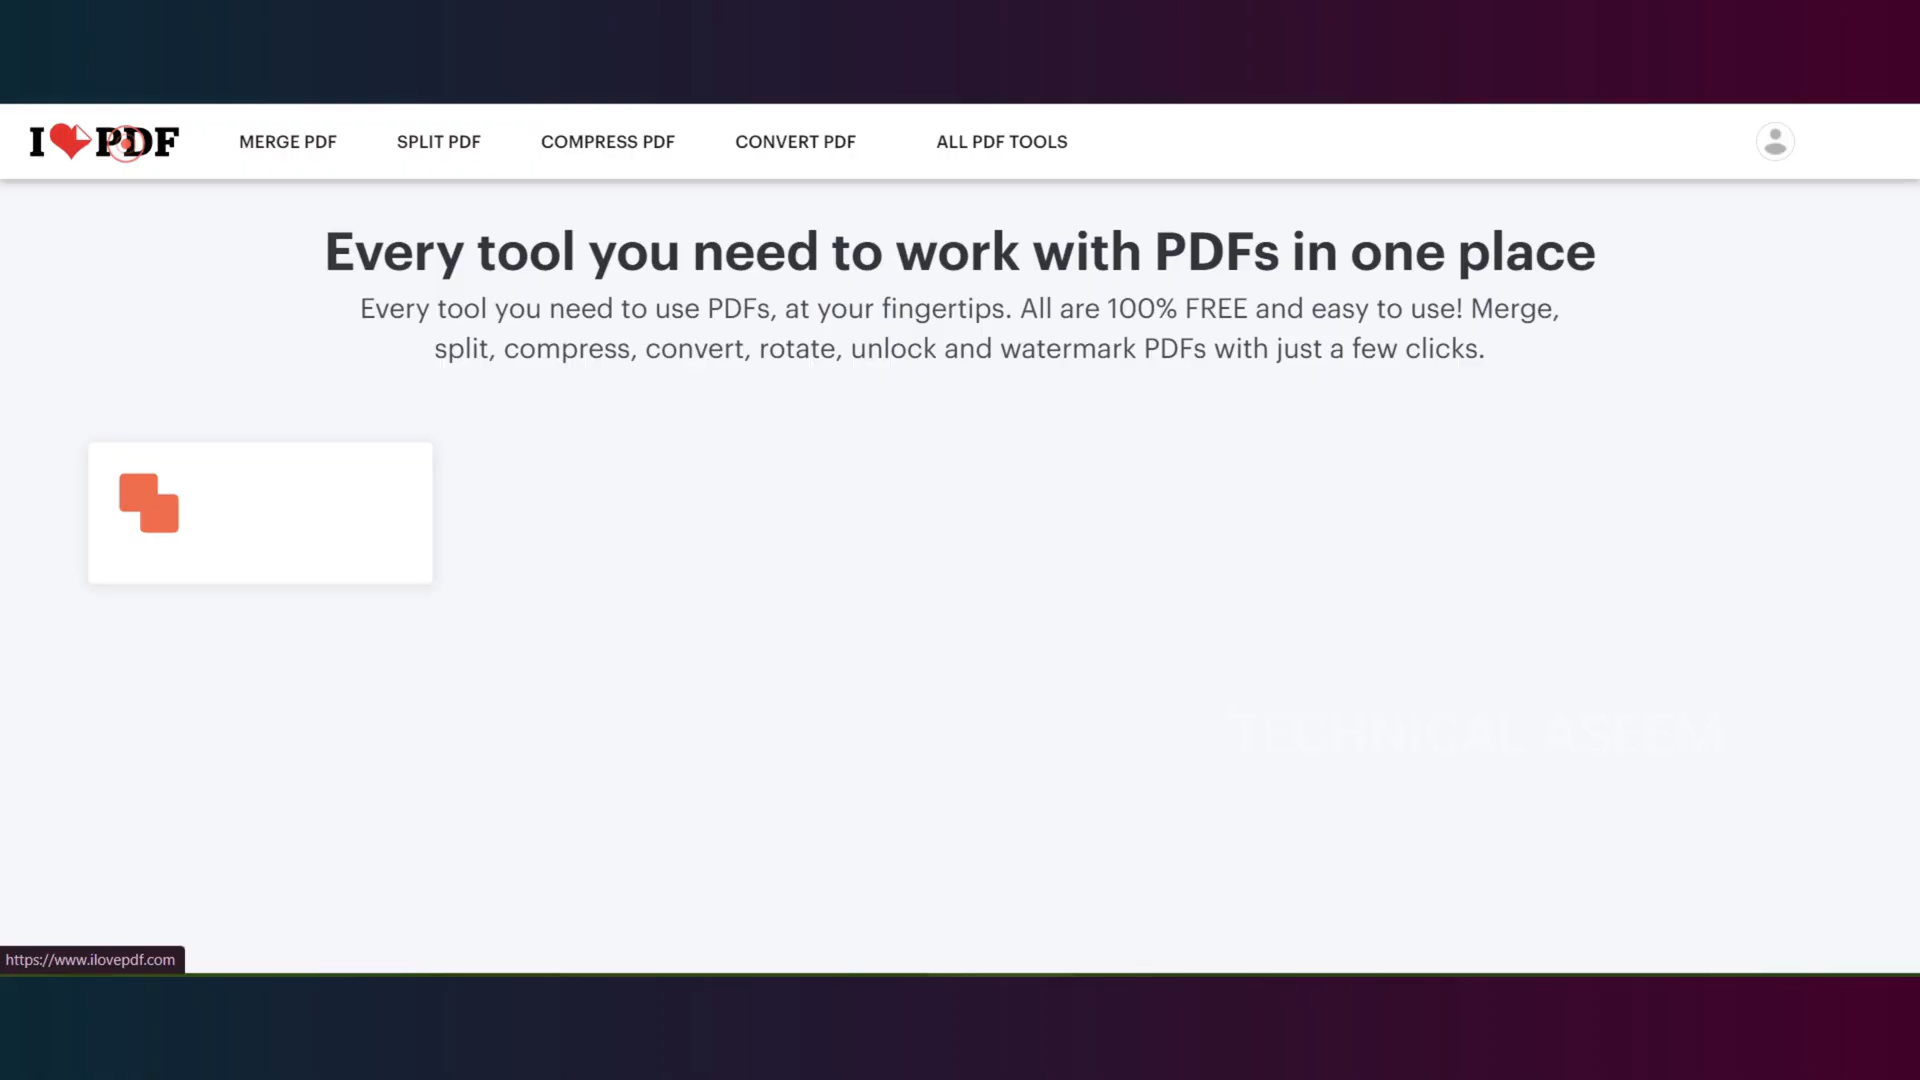 I PDF
MERGE PDF
SPLIT PDF
COMPRESS PDF
CONVERT PDF
ALL PDF TOOLS
Every tool you need to work with PDFs in one place
Every tool you need to use PDFs, at your fingertips. All are 100% FREE and easy to use! Merge,
split, compress, convert, rotate, unlock and watermark PDFs with just a few clicks.
TECHNICAL ASEEM
https://www.ilovepdf.com